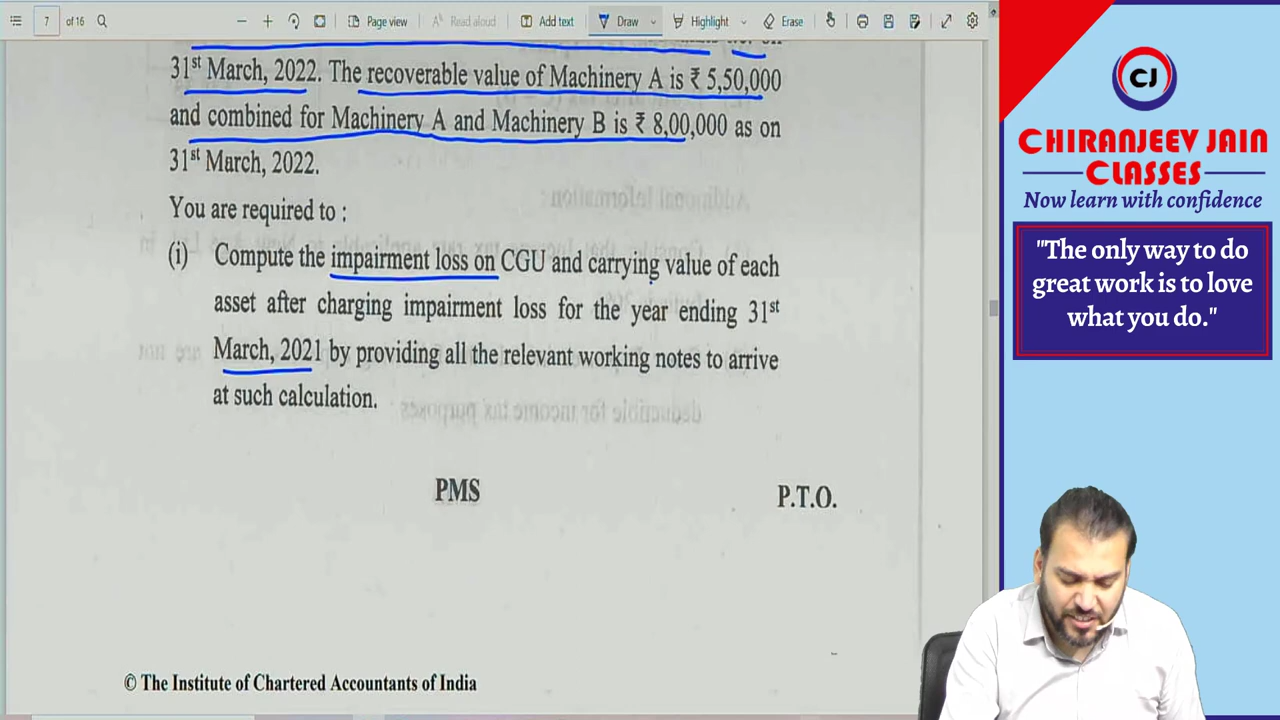 7 of 16
Page view
Read aloud
Add text
Draw
Highlight
Erase
31st March, 2022. The recoverable value of Machinery A is ₹ 5,50,000
and combined for Machinery A and Machinery B is ₹ 8,00,000 as on
31st March, 2022.
You are required to :
(i) Compute the impairment loss on CGU and carrying value of each
asset after charging impairment loss for the year ending 31st
March, 2021 by providing all the relevant working notes to arrive
at such calculation.
PMS
P.T.O.
© The Institute of Chartered Accountants of India
CJ
CHIRANJEEV JAIN
CLASSES
Now learn with confidence
"The only way to do
great work is to love
what you do."